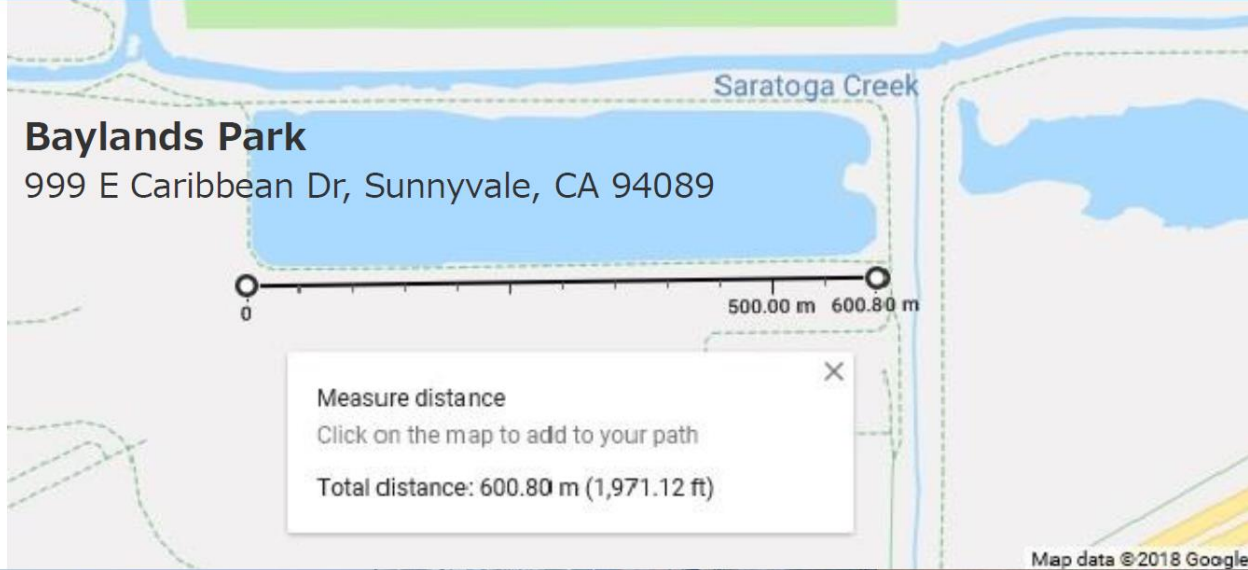 Saratoga Creek
Baylands Park
999 E Caribbean Dr, Sunnyvale, CA 94089
0
500.00 m 600.80 m
Measure distance
Click on the map to add to your path
Total distance: 600.80 m (1,971.12 ft)
Map data ©2018 Google